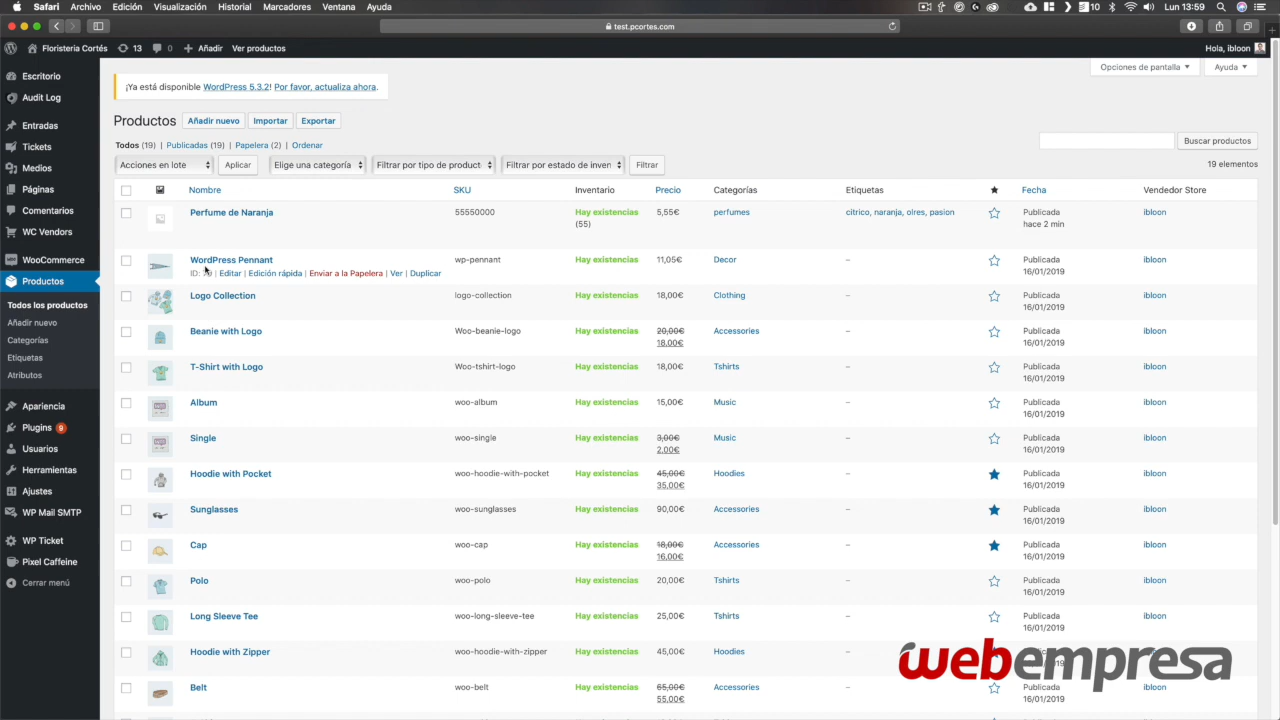 Safari Archivo Edición Visualización Historial Marcadores Ventana Ayuda
49% Mié 8 ene 13:59
test.pcortes.com
Floristería Cortés 13 0 Añadir Ver productos Hola, ibloon
Escritorio
Audit Log
Entradas
Tickets
Medios
Páginas
Comentarios
WC Vendors
WooCommerce
Productos
Todos los productos
Añadir nuevo
Categorías
Etiquetas
Atributos
Apariencia
Plugins 9
Usuarios
Herramientas
Ajustes
WP Mail SMTP
WP Ticket
Pixel Caffeine
Cerrar menú
Opciones de pantalla Ayuda
¡Ya está disponible WordPress 5.3.2! Por favor, actualiza ahora.
Productos Añadir nuevo Importar Exportar
Todos (19) | Publicadas (19) | Papelera (2) | Ordenar
Buscar productos
Acciones en lote Aplicar Elige una categoría Filtrar por tipo de product Filtrar por estado de inven Filtrar
19 elementos
Nombre SKU Inventario Precio Categorías Etiquetas Fecha Vendedor Store
Perfume de Naranja 55550000 Hay existencias (55) 5,55€ perfumes citrico, naranja, olres, pasion Publicada hace 2 min ibloon
WordPress Pennant wp-pennant Hay existencias 11,05€ Decor – Publicada 16/01/2019 ibloon
Editar | Edición rápida | Enviar a la Papelera | Ver | Duplicar
Logo Collection logo-collection Hay existencias 18,00€ Clothing – Publicada 16/01/2019 ibloon
Beanie with Logo Woo-beanie-logo Hay existencias 20,00€ 18,00€ Accessories – Publicada 16/01/2019 ibloon
T-Shirt with Logo Woo-tshirt-logo Hay existencias 18,00€ Tshirts – Publicada 16/01/2019 ibloon
Album woo-album Hay existencias 15,00€ Music – Publicada 16/01/2019 ibloon
Single woo-single Hay existencias 3,00€ 2,00€ Music – Publicada 16/01/2019 ibloon
Hoodie with Pocket woo-hoodie-with-pocket Hay existencias 45,00€ 35,00€ Hoodies – Publicada 16/01/2019 ibloon
Sunglasses woo-sunglasses Hay existencias 90,00€ Accessories – Publicada 16/01/2019 ibloon
Cap woo-cap Hay existencias 18,00€ 16,00€ Accessories – Publicada 16/01/2019 ibloon
Polo woo-polo Hay existencias 20,00€ Tshirts – Publicada 16/01/2019 ibloon
Long Sleeve Tee woo-long-sleeve-tee Hay existencias 25,00€ Tshirts – Publicada 16/01/2019 ibloon
Hoodie with Zipper woo-hoodie-with-zipper Hay existencias 45,00€ Hoodies
webempresa
Belt woo-belt Hay existencias 65,00€ 55,00€ Accessories – Publicada 16/01/2019 ibloon